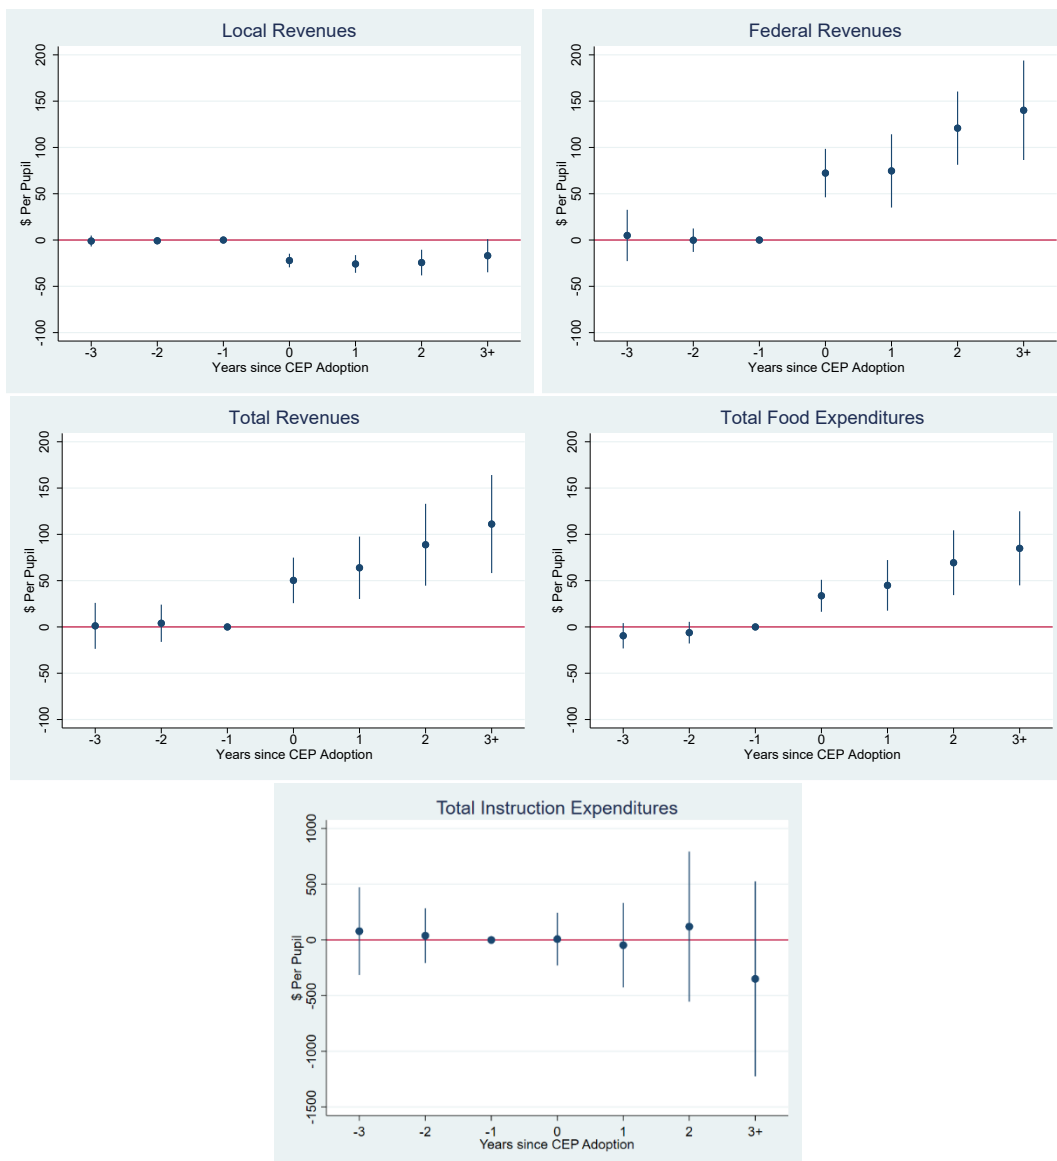 Local Revenues
$ Per Pupil
200
150
100
50
0
-50
-100
-3 -2 -1 0 1 2 3+
Years since CEP Adoption
Federal Revenues
$ Per Pupil
200
150
100
50
0
-50
-100
-3 -2 -1 0 1 2 3+
Years since CEP Adoption
Total Revenues
$ Per Pupil
200
150
100
50
0
-50
-100
-3 -2 -1 0 1 2 3+
Years since CEP Adoption
Total Food Expenditures
$ Per Pupil
200
150
100
50
0
-50
-100
-3 -2 -1 0 1 2 3+
Years since CEP Adoption
Total Instruction Expenditures
$ Per Pupil
1000
500
0
-500
-1000
-1500
-3 -2 -1 0 1 2 3+
Years since CEP Adoption